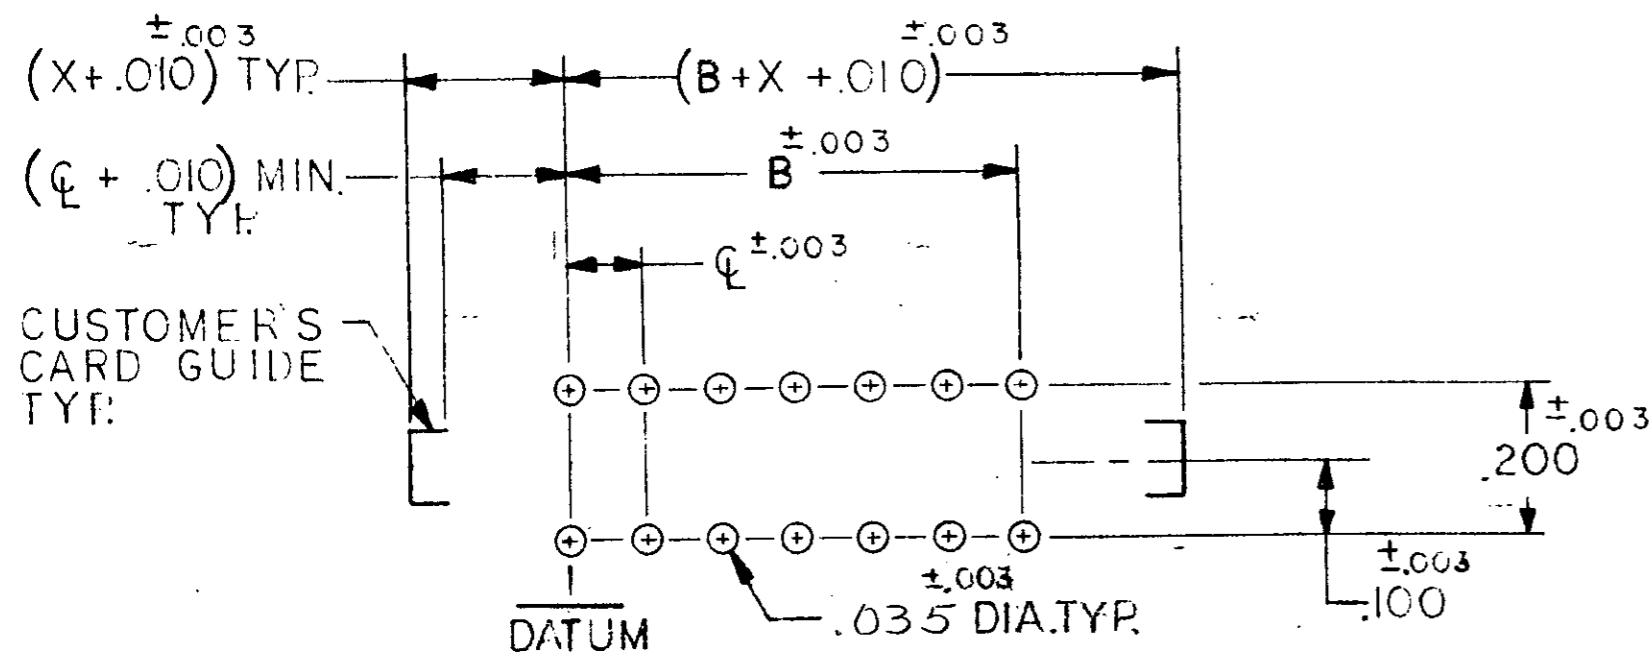 ±.003
(X+.010) TYP.
±.003
(B+X +.010)
(℄ + .010) MIN.
TYP.
±.003
B
℄ ±.003
CUSTOMER'S
CARD GUIDE
TYP.
±.003
.200
±.003
.100
±.003
.035 DIA.TYP.
DATUM